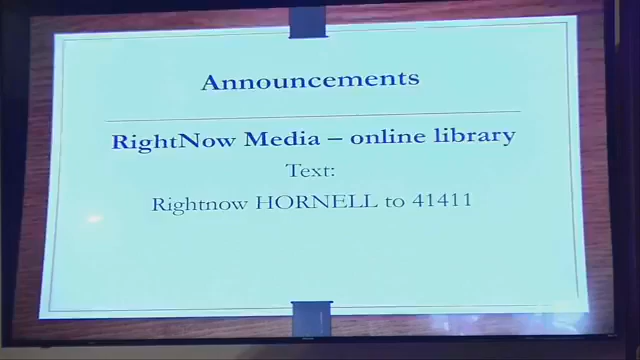 Announcements
RightNow Media – online library
Text:
Rightnow HORNELL to 41411